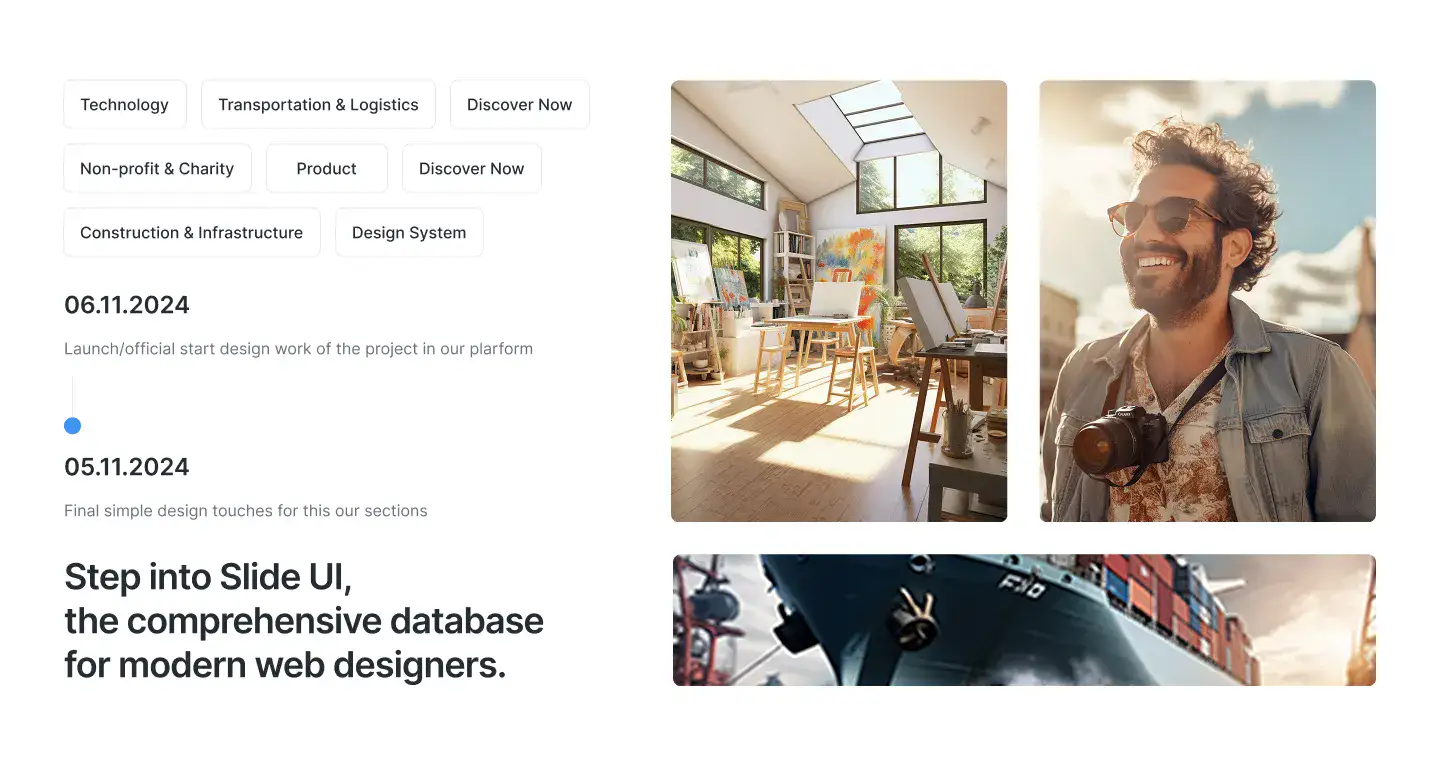 Technology
Transportation & Logistics
Discover Now
Non-profit & Charity
Product
Discover Now
Construction & Infrastructure
Design System
06.11.2024
Launch/official start design work of the project in our plarform
05.11.2024
Final simple design touches for this our sections
Step into Slide UI,
the comprehensive database
for modern web designers.